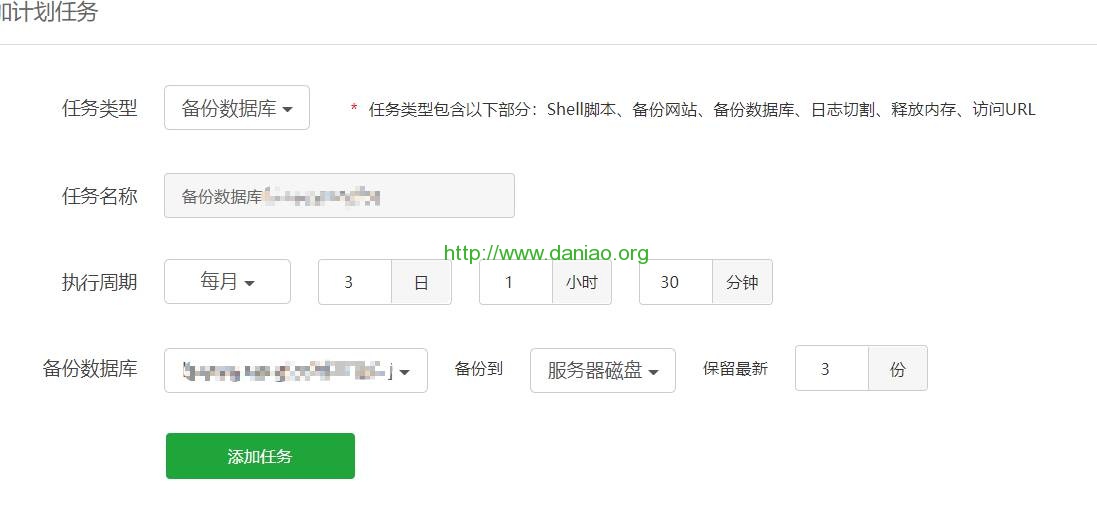 加计划任务
任务类型 备份数据库 * 任务类型包含以下部分：Shell脚本、备份网站、备份数据库、日志切割、释放内存、访问URL
任务名称 备份数据库
http://www.daniao.org
执行周期 每月 3 日 1 小时 30 分钟
备份数据库 备份到 服务器磁盘 保留最新 3 份
添加任务